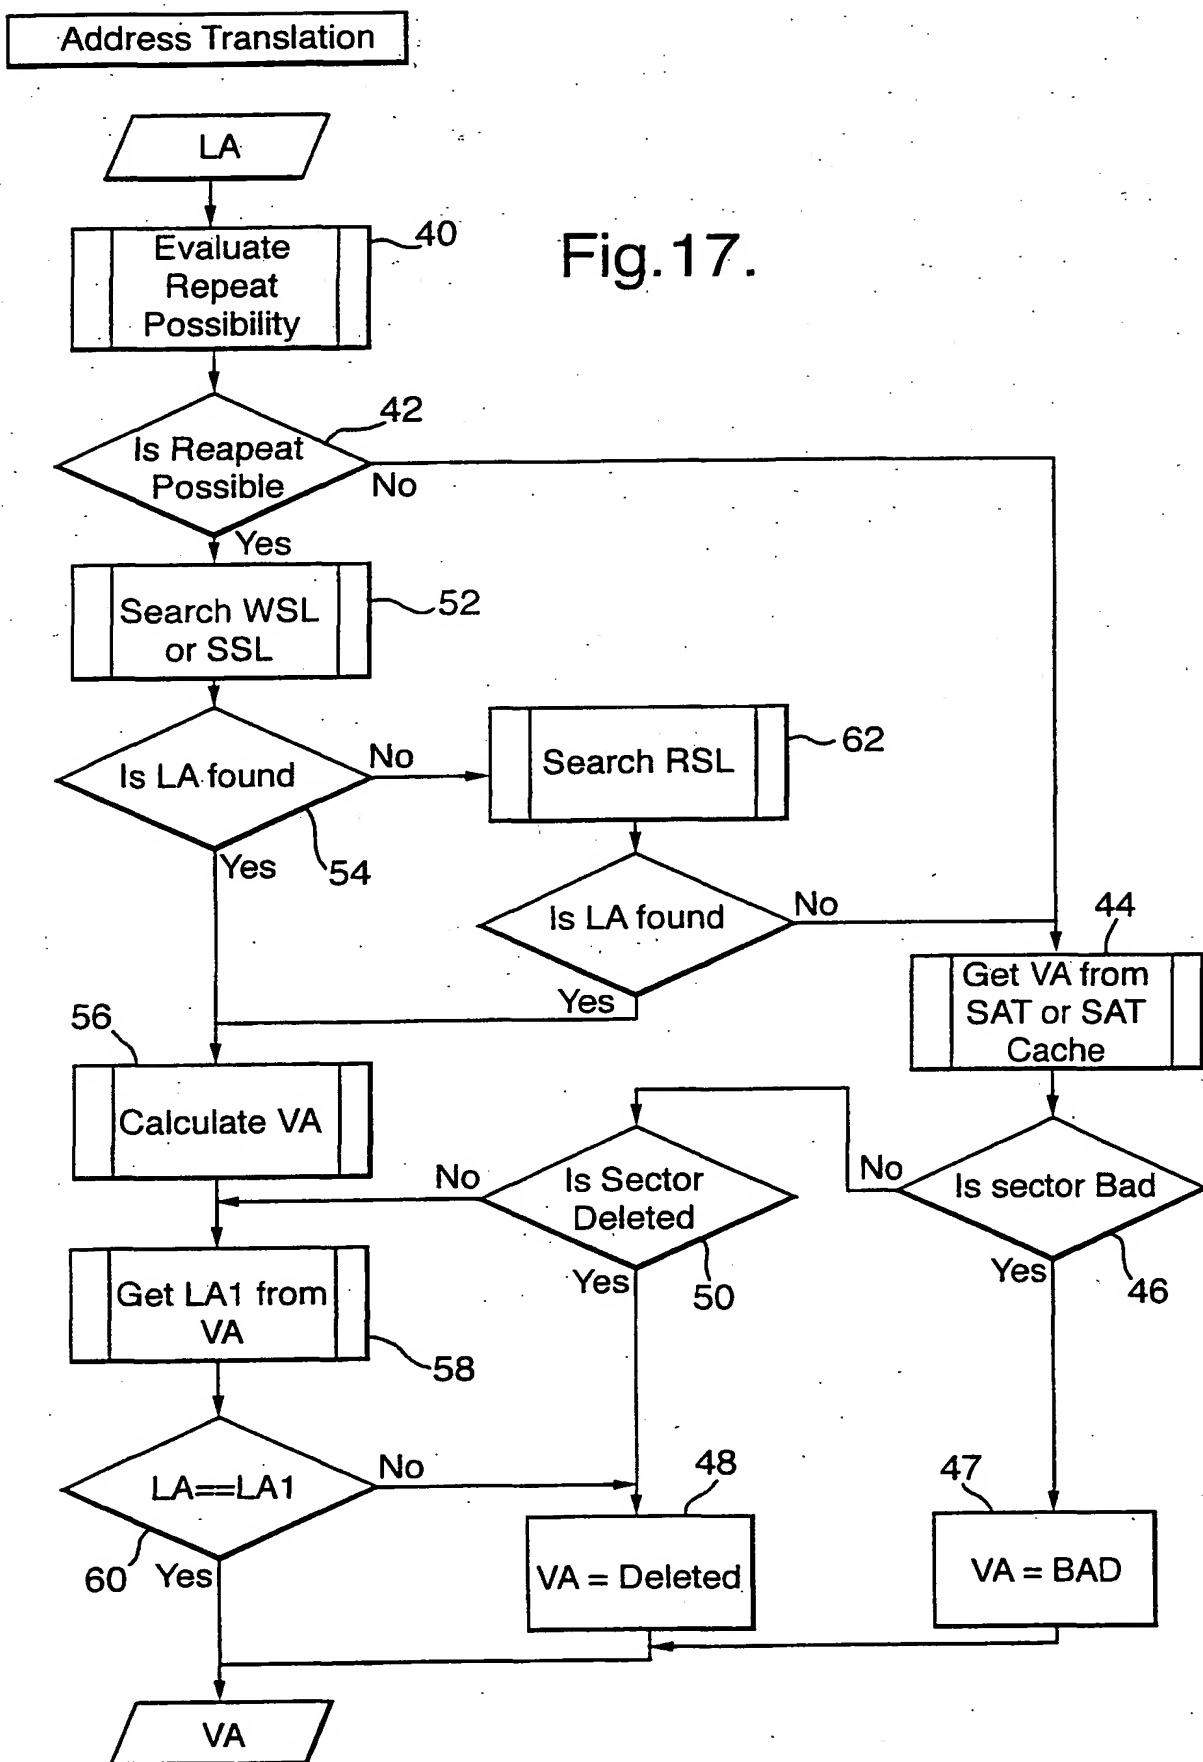 Address Translation
LA
Fig.17.
Evaluate
Repeat
Possibility
40
Is Reapeat
Possible
42
No
Yes
Search WSL
or SSL
52
Is LA found
No
54
Yes
Search RSL
62
Is LA found
No
Yes
44
Get VA from
SAT or SAT
Cache
56
Calculate VA
No
Is Sector
Deleted
50
Yes
No
Is sector Bad
46
Yes
Get LA1 from
VA
58
LA==LA1
No
60
Yes
48
VA = Deleted
47
VA = BAD
VA